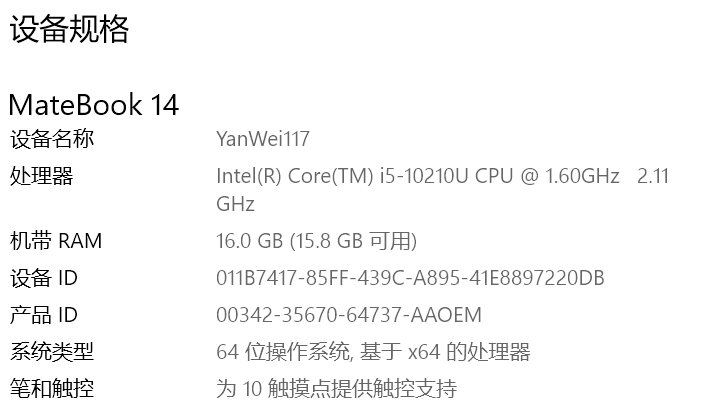 设备规格
MateBook 14
设备名称 YanWei117
处理器 Intel(R) Core(TM) i5-10210U CPU @ 1.60GHz 2.11
GHz
机带 RAM 16.0 GB (15.8 GB 可用)
设备 ID 011B7417-85FF-439C-A895-41E8897220DB
产品 ID 00342-35670-64737-AAOEM
系统类型 64 位操作系统, 基于 x64 的处理器
笔和触控 为 10 触摸点提供触控支持